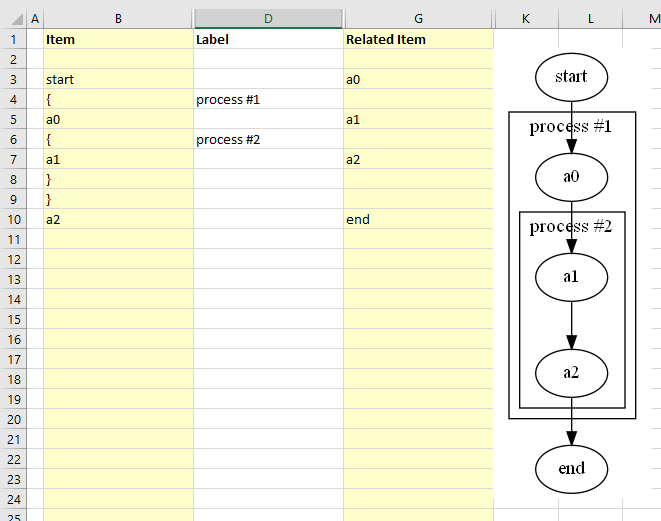 A B D G K L M
1 Item Label Related Item
2
3 start a0
4 { process #1
5 a0 a1
6 { process #2
7 a1 a2
8 }
9 }
10 a2 end
11
12
13
14
15
16
17
18
19
20
21
22
23
24
25
start
process #1
a0
process #2
a1
a2
end